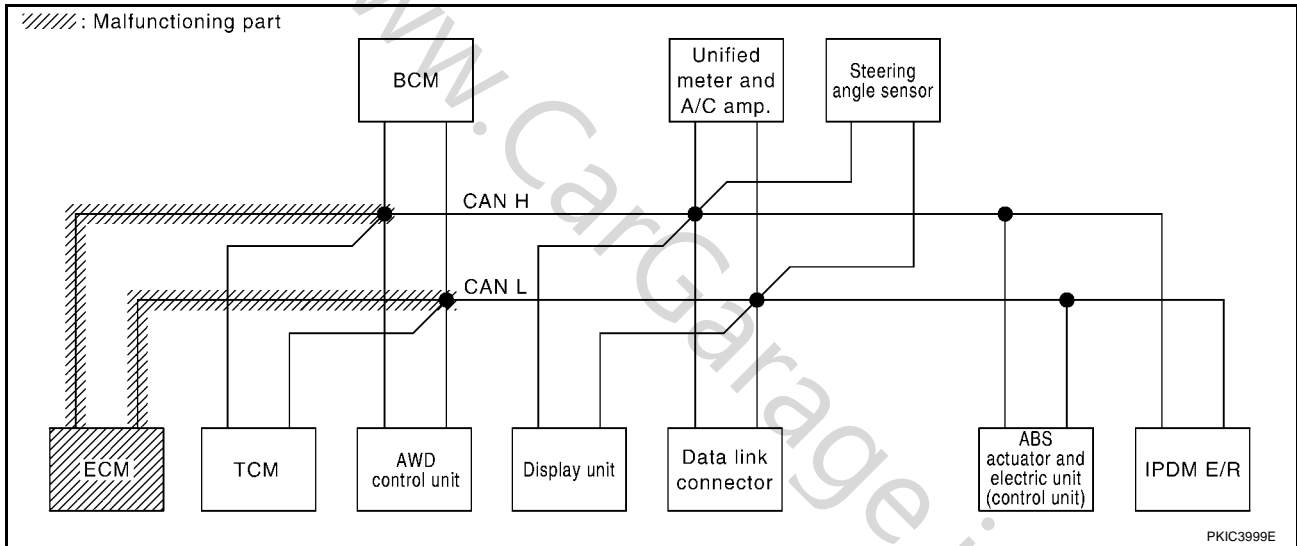 : Malfunctioning part
BCM
Unified
meter and
A/C amp.
Steering
angle sensor
CAN H
CAN L
ECM
TCM
AWD
control unit
Display unit
Data link
connector
ABS
actuator and
electric unit
(control unit)
IPDM E/R
PKIC3999E
www.CarGarage.i